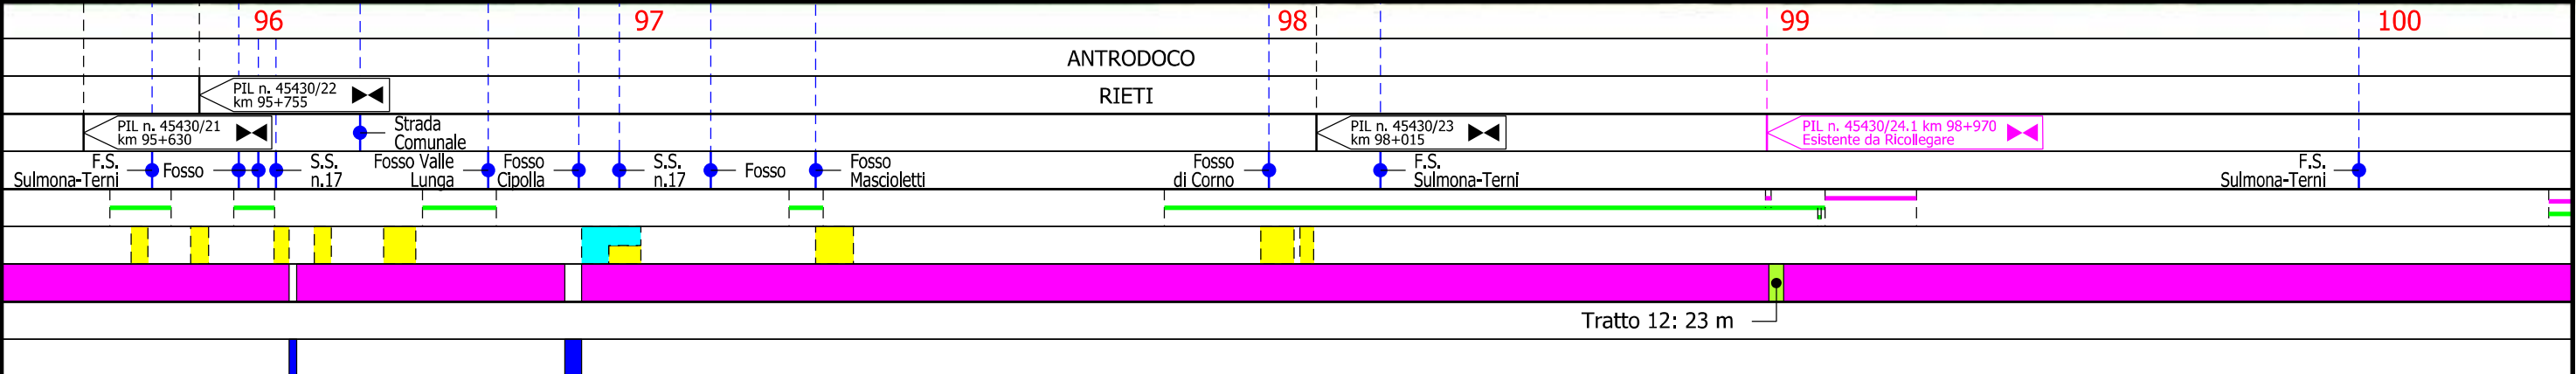 96 97 98 99 100
ANTRODOCO
PIL n. 45430/22
km 95+755
RIETI
PIL n. 45430/21
km 95+630
Strada
Comunale
PIL n. 45430/23
km 98+015
PIL n. 45430/24.1 km 98+970
Esistente da Ricollegare
F.S.
Sulmona-Terni
Fosso
S.S.
n.17
Fosso Valle
Lunga
Fosso
Cipolla
S.S.
n.17
Fosso
Fosso
Mascioletti
Fosso
di Corno
F.S.
Sulmona-Terni
F.S.
Sulmona-Terni
Tratto 12: 23 m